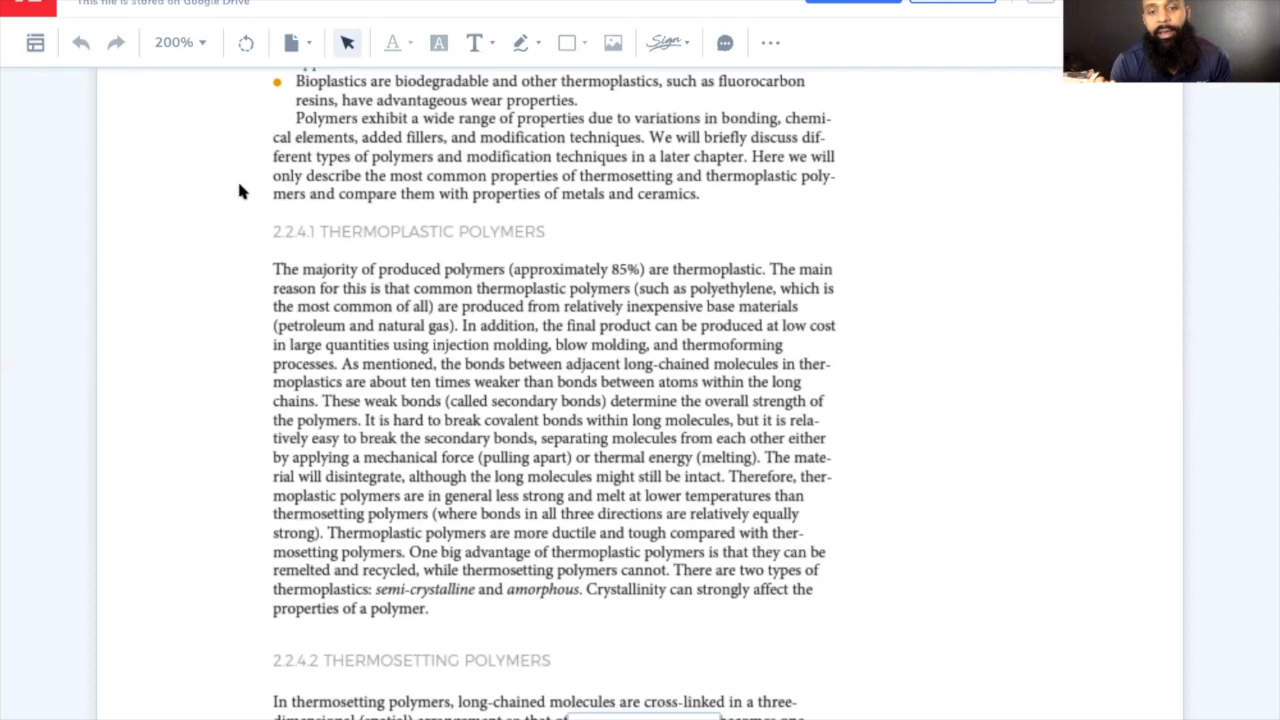 This file is stored on Google Drive
200%
T
Sign
Bioplastics are biodegradable and other thermoplastics, such as fluorocarbon
resins, have advantageous wear properties.
Polymers exhibit a wide range of properties due to variations in bonding, chemi-
cal elements, added fillers, and modification techniques. We will briefly discuss dif-
ferent types of polymers and modification techniques in a later chapter. Here we will
only describe the most common properties of thermosetting and thermoplastic poly-
mers and compare them with properties of metals and ceramics.
2.2.4.1 THERMOPLASTIC POLYMERS
The majority of produced polymers (approximately 85%) are thermoplastic. The main
reason for this is that common thermoplastic polymers (such as polyethylene, which is
the most common of all) are produced from relatively inexpensive base materials
(petroleum and natural gas). In addition, the final product can be produced at low cost
in large quantities using injection molding, blow molding, and thermoforming
processes. As mentioned, the bonds between adjacent long-chained molecules in ther-
moplastics are about ten times weaker than bonds between atoms within the long
chains. These weak bonds (called secondary bonds) determine the overall strength of
the polymers. It is hard to break covalent bonds within long molecules, but it is rela-
tively easy to break the secondary bonds, separating molecules from each other either
by applying a mechanical force (pulling apart) or thermal energy (melting). The mate-
rial will disintegrate, although the long molecules might still be intact. Therefore, ther-
moplastic polymers are in general less strong and melt at lower temperatures than
thermosetting polymers (where bonds in all three directions are relatively equally
strong). Thermoplastic polymers are more ductile and tough compared with ther-
mosetting polymers. One big advantage of thermoplastic polymers is that they can be
remelted and recycled, while thermosetting polymers cannot. There are two types of
thermoplastics: semi-crystalline and amorphous. Crystallinity can strongly affect the
properties of a polymer.
2.2.4.2 THERMOSETTING POLYMERS
In thermosetting polymers, long-chained molecules are cross-linked in a three-
dimensional (spatial) arrangement so that